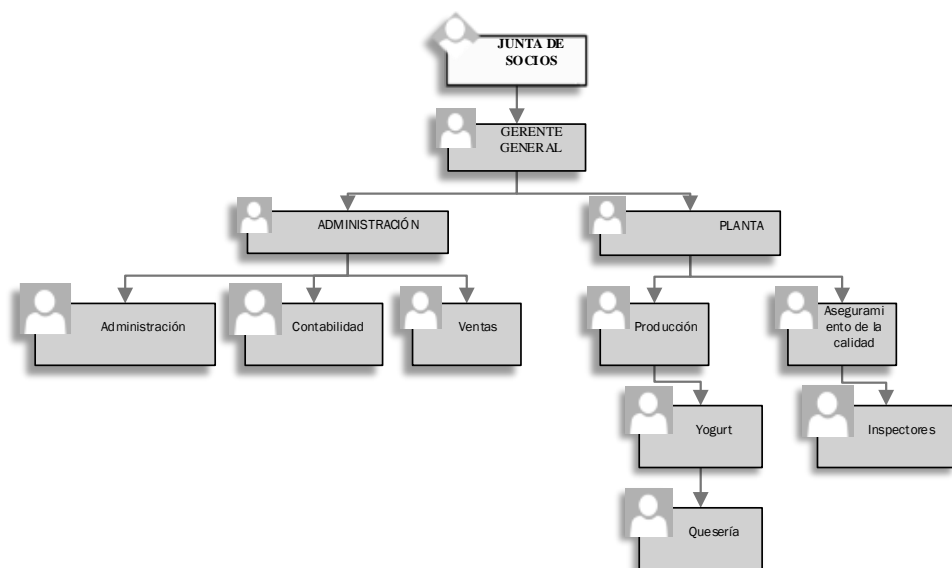 JUNTA DE
SOCIOS
GERENTE
GENERAL
ADMINISTRACIÓN
PLANTA
Administración
Contabilidad
Ventas
Producción
Asegurami
ento de la
calidad
Yogurt
Inspectores
Quesería